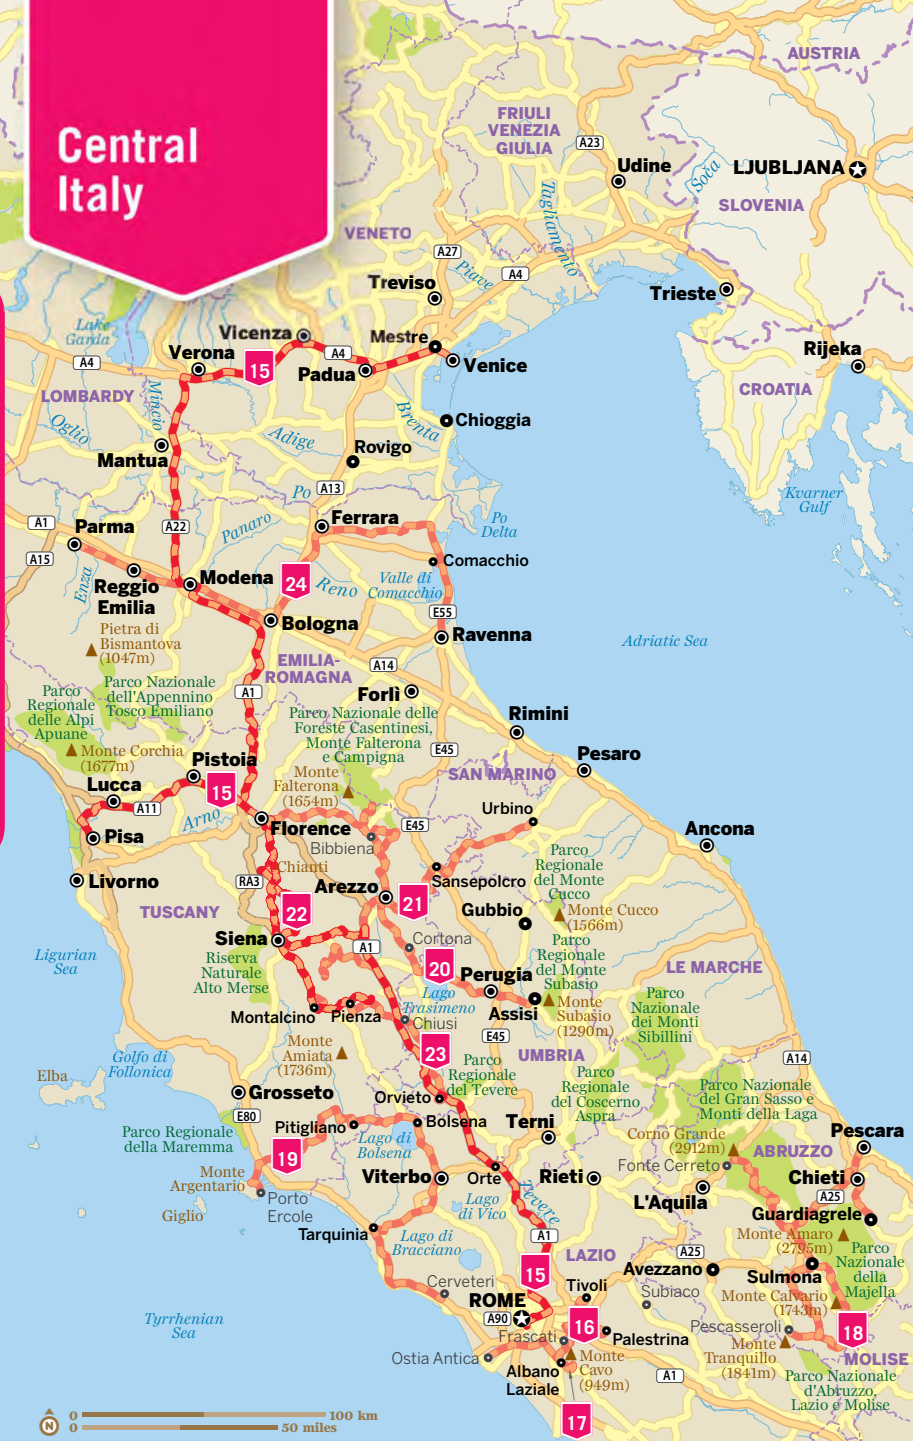 Central
Italy
AUSTRIA
FRIULI
VENEZIA
GIULIA
A23
Udine
Soča
LJUBLJANA
SLOVENIA
Tagliamento
VENETO
A27
Piave
A4
Treviso
Trieste
Lake
Garda
Vicenza
Mestre
Rijeka
A4
Verona
15
A4
Padua
Venice
LOMBARDY
Mincio
CROATIA
Oglio
Brenta
Chioggia
Adige
Mantua
Rovigo
Po
A13
Kvarner
Gulf
A1
Parma
A22
Panaro
Ferrara
Po
Delta
A15
Comacchio
Enza
Reggio
Emilia
Modena
24
Reno
Valle di
Comacchio
E55
Bologna
Ravenna
Pietra di
Bismantova
(1047m)
Adriatic Sea
EMILIA-
ROMAGNA
A14
Parco
Regionale
delle Alpi
Apuane
Parco Nazionale
dell'Appennino
Tosco Emiliano
A1
Forlì
Parco Nazionale delle
Foreste Casentinesi,
Monte Falterona
e Campigna
Rimini
Monte Corchia
(1677m)
E45
Pesaro
Pistoia
Monte
Falterona
(1654m)
SAN MARINO
Lucca
15
A11
Urbino
Arno
Florence
E45
Ancona
Pisa
Bibbiena
Parco
Regionale
del Monte
Cucco
Chianti
Livorno
RA3
Arezzo
21
Sansepolcro
TUSCANY
22
Gubbio
Monte Cucco
(1566m)
Siena
A1
Cortona
Parco
Regionale
del Monte
Subasio
Ligurian
Sea
Riserva
Naturale
Alto Merse
20
Perugia
LE MARCHE
Lago
Trasimeno
Assisi
Monte
Subasio
(1290m)
Parco
Nazionale
dei Monti
Sibillini
Montalcino
Pienza
Chiusi
E45
Golfo di
Follonica
Monte
Amiata
(1736m)
23
UMBRIA
A14
Elba
Parco
Regionale
del Tevere
Parco
Regionale
del Coscerno
Aspra
Grosseto
Orvieto
Parco Nazionale
del Gran Sasso e
Monti della Laga
E80
Pitigliano
Bolsena
Terni
Parco Regionale
della Maremma
Lago di
Bolsena
Corno Grande
(2912m)
Pescara
19
ABRUZZO
Monte
Argentario
Viterbo
Orte
Rieti
Fonte Cerreto
Chieti
Porto
Ercole
Lago
di Vico
Tevere
L'Aquila
A25
Giglio
Guardiagrele
Tarquinia
Lago di
Bracciano
A1
LAZIO
A25
Monte Amaro
(2795m)
Parco
Nazionale
della
Majella
15
Avezzano
Sulmona
Cerveteri
Tivoli
Subiaco
Monte Calvario
(1743m)
Tyrrhenian
Sea
ROME
A90
16
Pescasseroli
18
Frascati
Palestrina
Monte
Tranquillo
(1841m)
Ostia Antica
Albano
Laziale
Monte
Cavo
(949m)
A1
MOLISE
Parco Nazionale
d'Abruzzo,
Lazio e Molise
17
N
0 100 km
0 50 miles